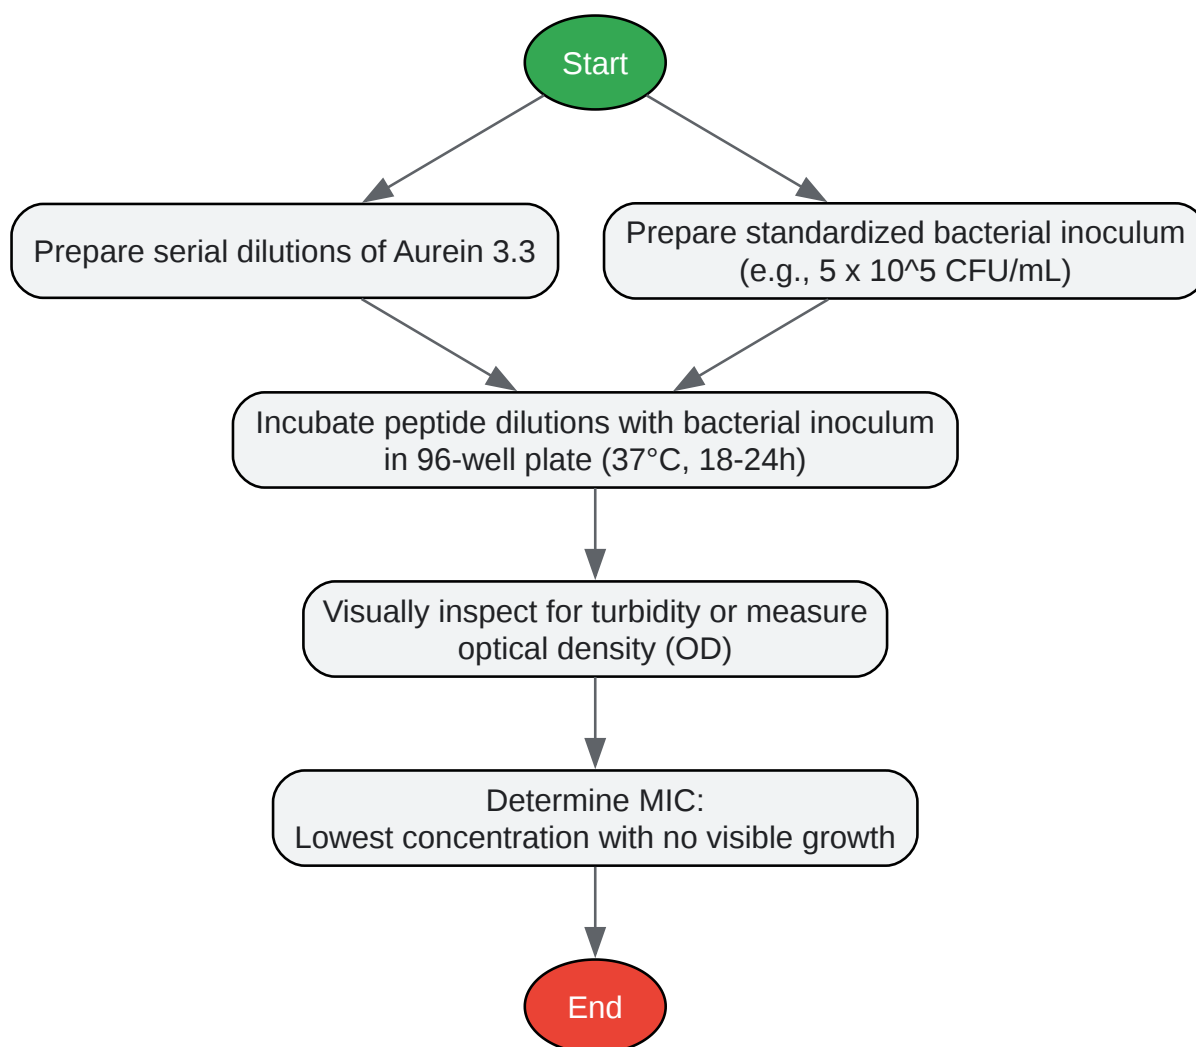 Start
Prepare serial dilutions of Aurein 3.3
Prepare standardized bacterial inoculum
(e.g., 5 x 10^5 CFU/mL)
Incubate peptide dilutions with bacterial inoculum
in 96-well plate (37°C, 18-24h)
Visually inspect for turbidity or measure
optical density (OD)
Determine MIC:
Lowest concentration with no visible growth
End